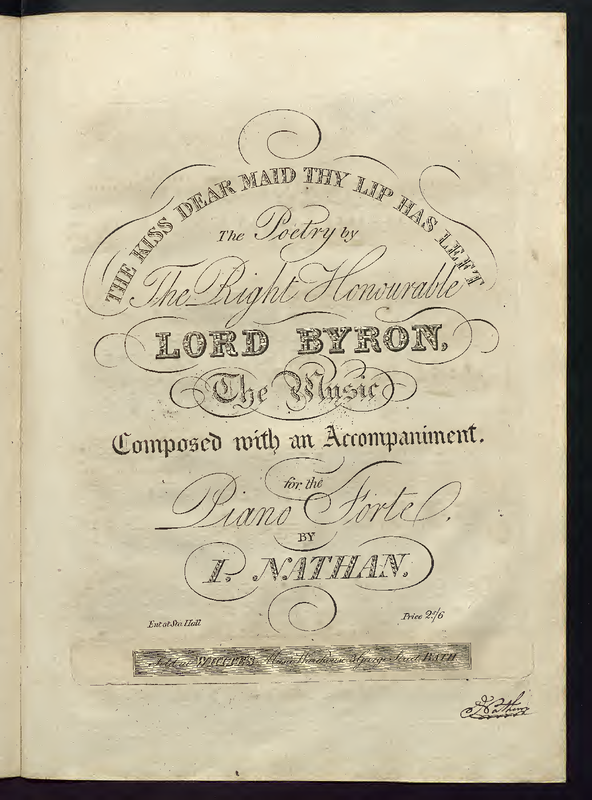 THE KISS DEAR MAID THY LIP HAS LEFT
The Poetry by
The Right Honourable
LORD BYRON,
The Music
Composed with an Accompaniment.
for the
Piano Forte.
BY
I. NATHAN.
Ent at Sta. Hall
Price 2s/6
Sold at WHITE'S Music Warehouse George Street BATH
I Nathan